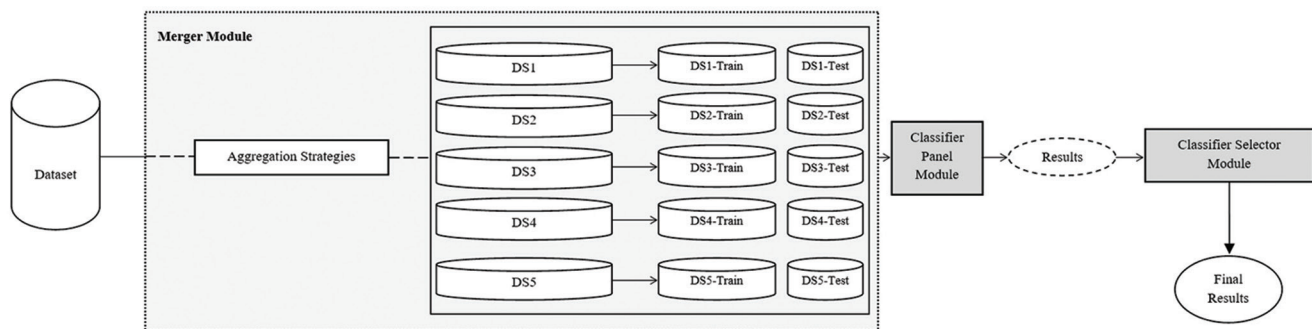 Merger Module
Dataset
Aggregation Strategies
DS1
DS1-Train
DS1-Test
DS2
DS2-Train
DS2-Test
DS3
DS3-Train
DS3-Test
DS4
DS4-Train
DS4-Test
DS5
DS5-Train
DS5-Test
Classifier
Panel
Module
Results
Classifier Selector
Module
Final
Results